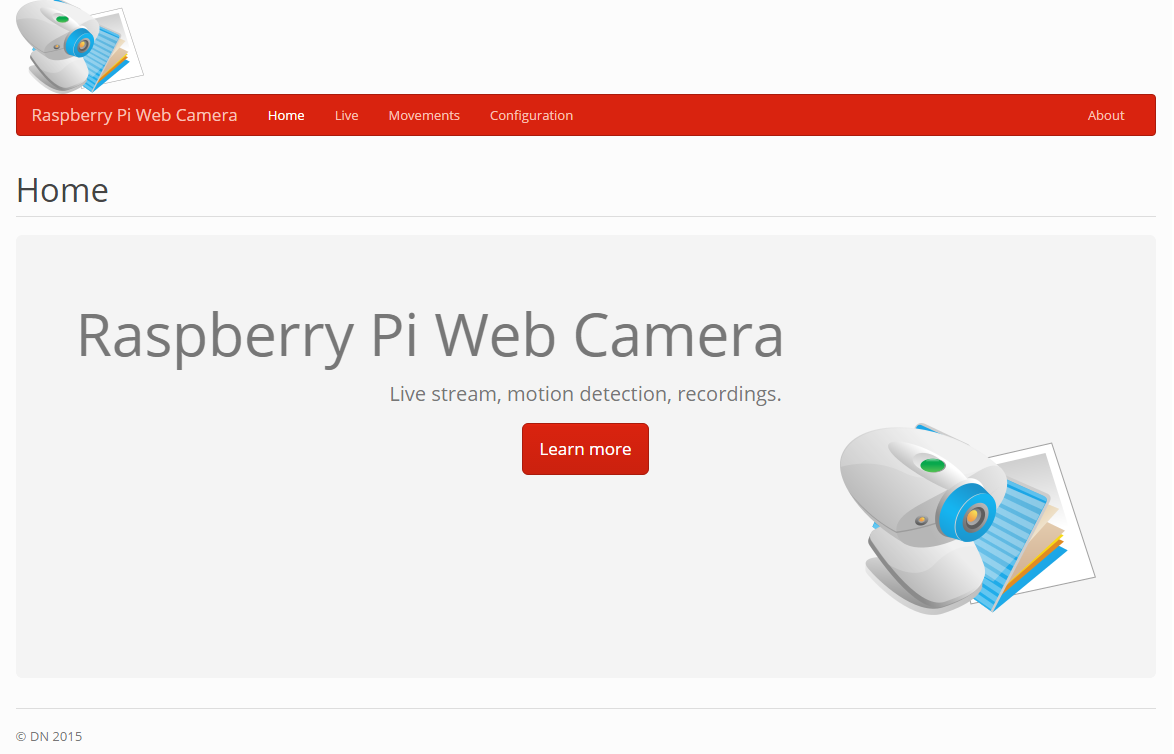 Raspberry Pi Web Camera Home Live Movements Configuration About
Home
Raspberry Pi Web Camera
Live stream, motion detection, recordings.
Learn more
© DN 2015